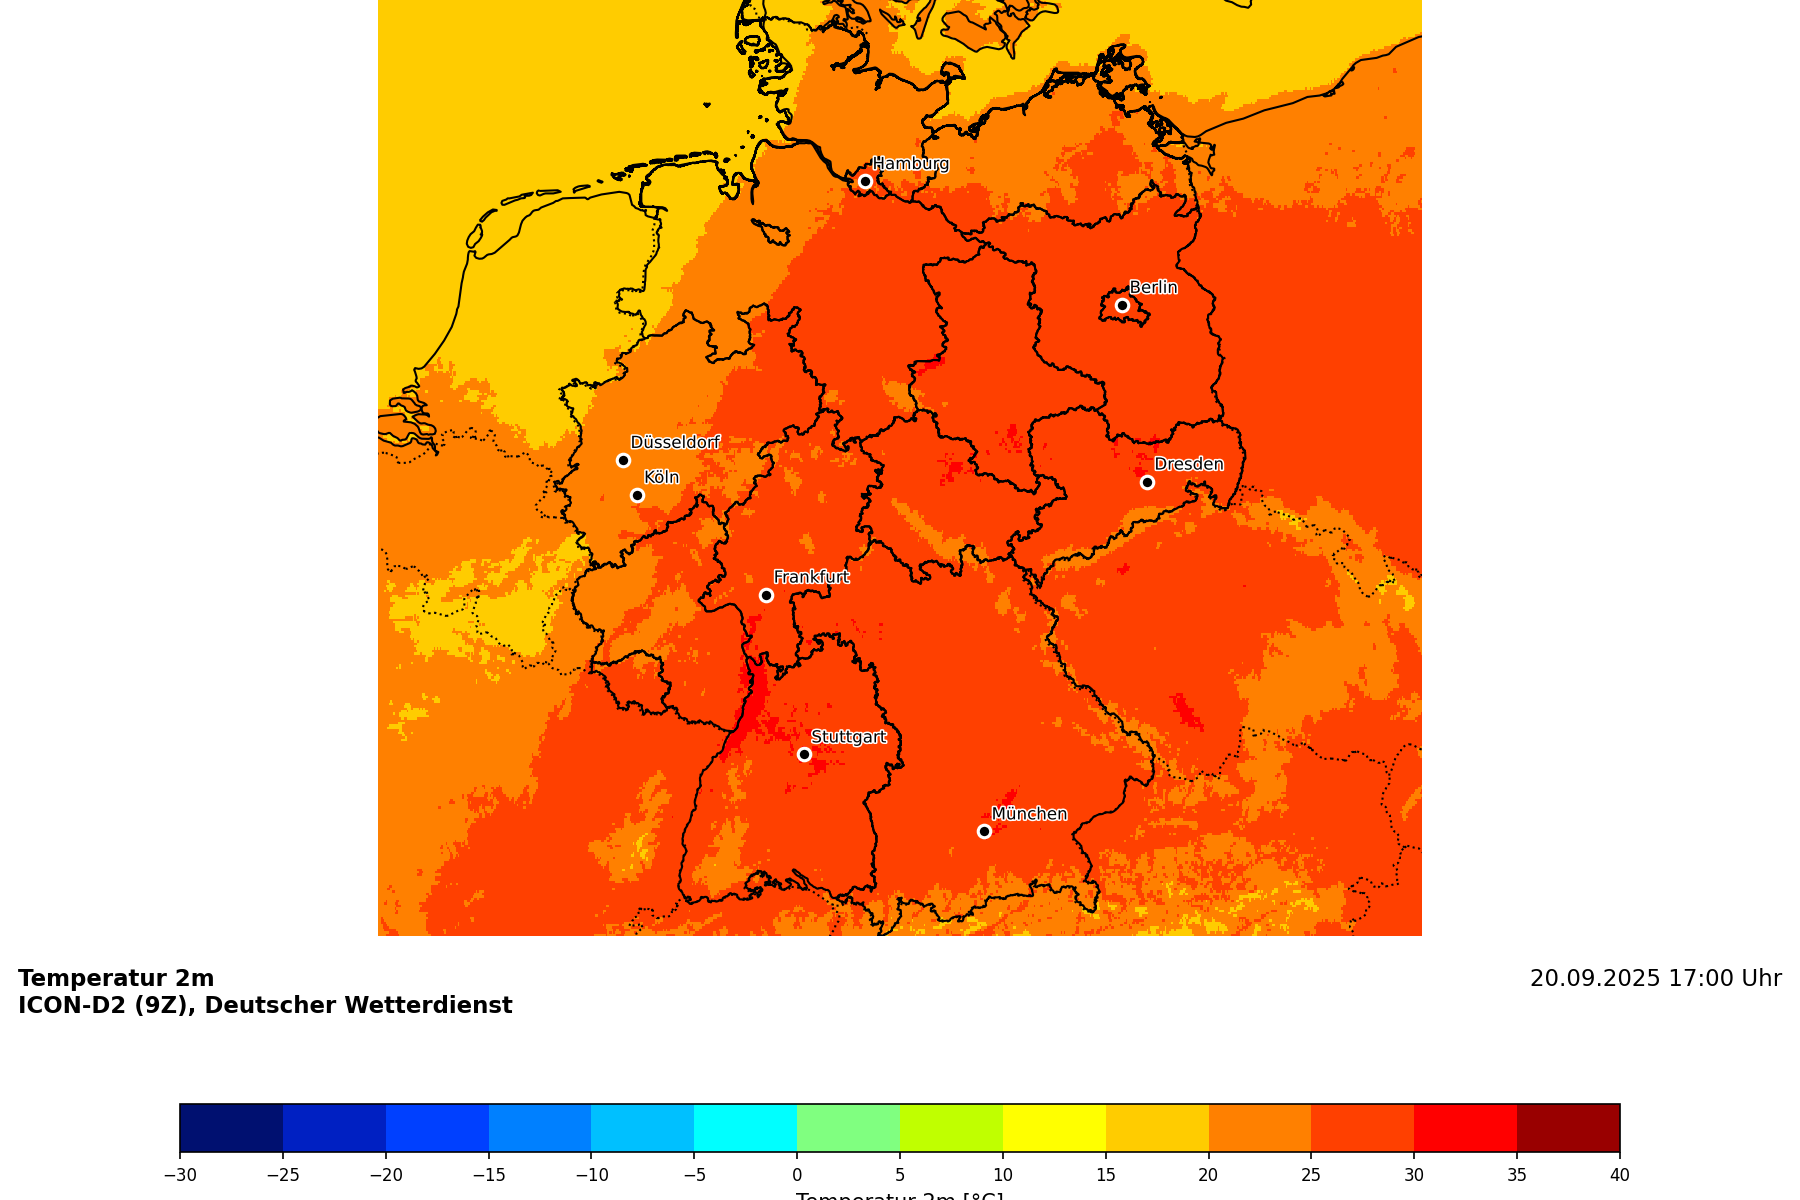 Hamburg
Berlin
Düsseldorf
Köln
Dresden
Frankfurt
Stuttgart
München
Temperatur 2m
20.09.2025 17:00 Uhr
ICON-D2 (9Z), Deutscher Wetterdienst
−30 −25 −20 −15 −10 −5 0 5 10 15 20 25 30 35 40
Temperatur 2m [°C]